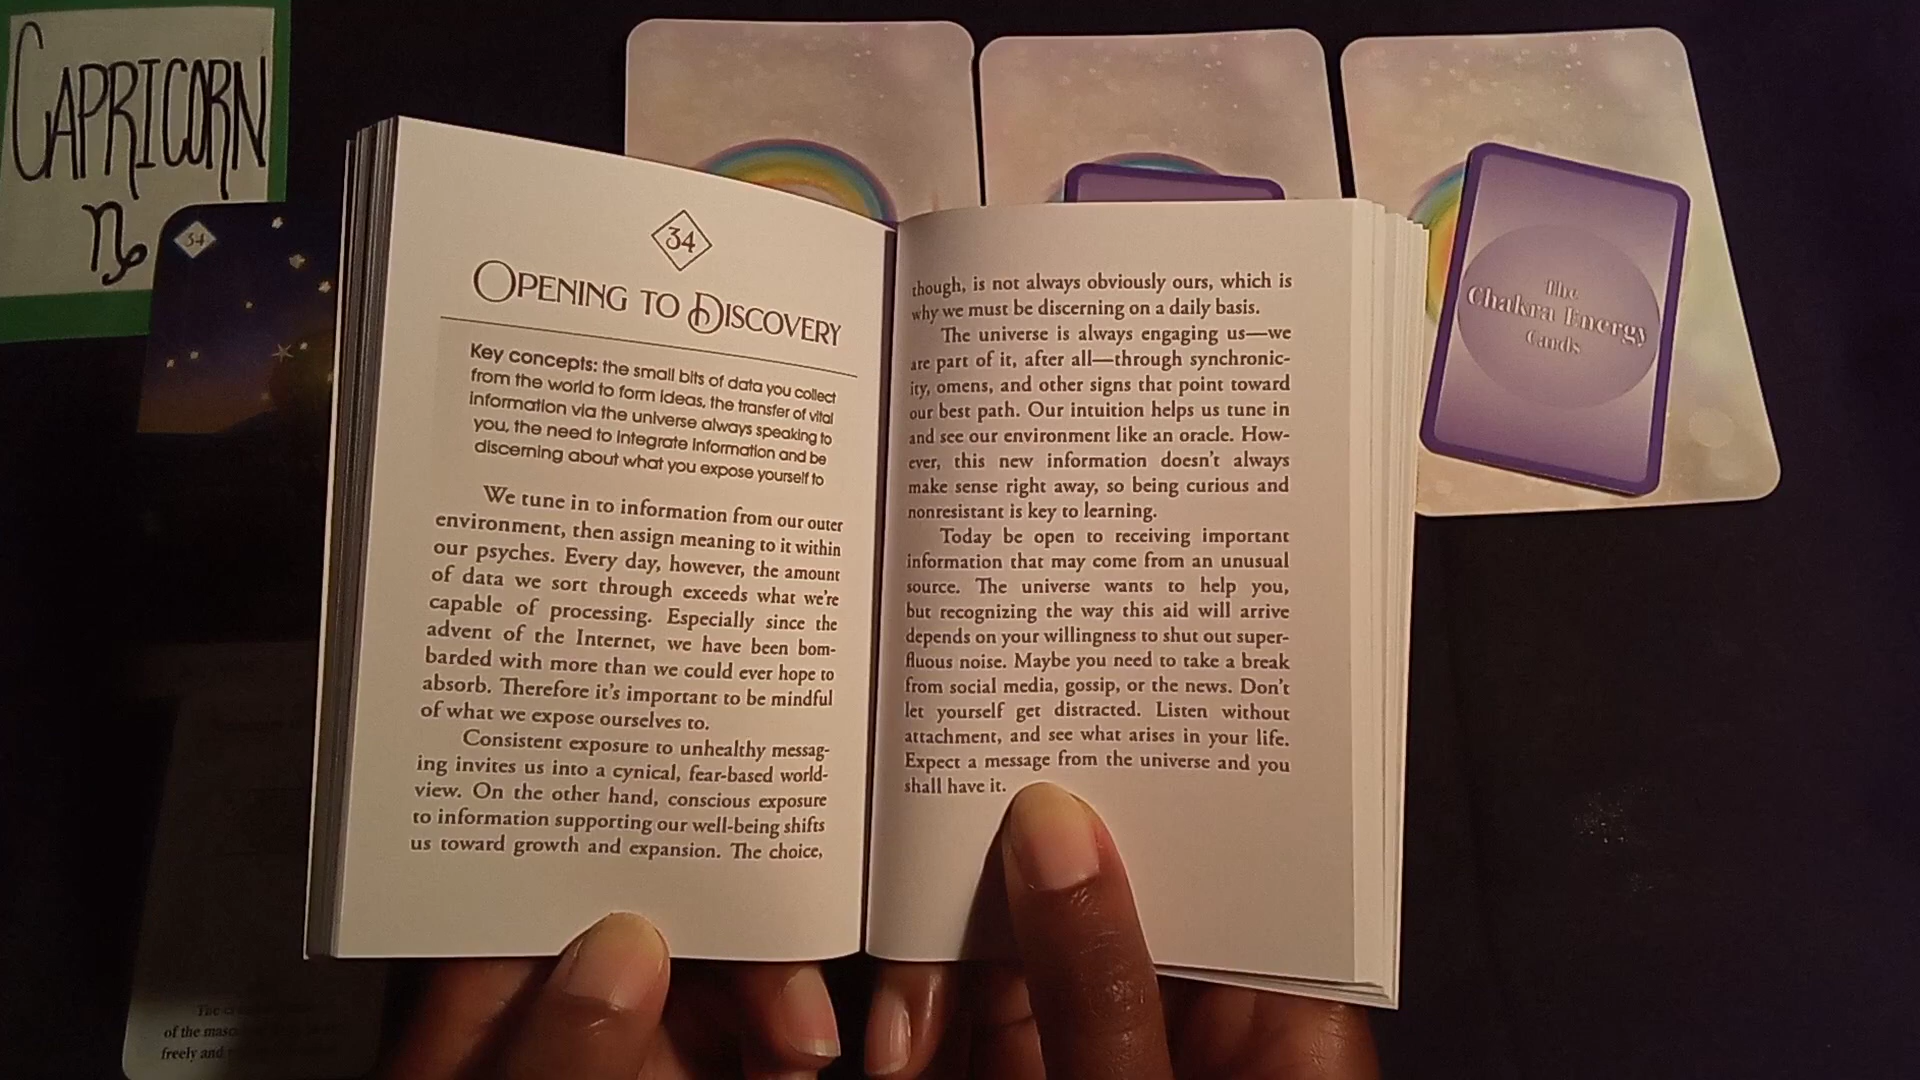 CAPRICORN
♑
34
34
OPENING TO DISCOVERY
Key concepts: the small bits of data you collect
from the world to form ideas, the transfer of vital
information via the universe always speaking to
you, the need to integrate information and be
discerning about what you expose yourself to
We tune in to information from our outer
environment, then assign meaning to it within
our psyches. Every day, however, the amount
of data we sort through exceeds what we're
capable of processing. Especially since the
advent of the Internet, we have been bom-
barded with more than we could ever hope to
absorb. Therefore it's important to be mindful
of what we expose ourselves to.
Consistent exposure to unhealthy messag-
ing invites us into a cynical, fear-based world-
view. On the other hand, conscious exposure
to information supporting our well-being shifts
us toward growth and expansion. The choice,
though, is not always obviously ours, which is
why we must be discerning on a daily basis.
The universe is always engaging us—we
are part of it, after all—through synchronic-
ity, omens, and other signs that point toward
our best path. Our intuition helps us tune in
and see our environment like an oracle. How-
ever, this new information doesn't always
make sense right away, so being curious and
nonresistant is key to learning.
Today be open to receiving important
information that may come from an unusual
source. The universe wants to help you,
but recognizing the way this aid will arrive
depends on your willingness to shut out super-
fluous noise. Maybe you need to take a break
from social media, gossip, or the news. Don't
let yourself get distracted. Listen without
attachment, and see what arises in your life.
Expect a message from the universe and you
shall have it.
The
Chakra Energy
Cards
The
of the
freely and